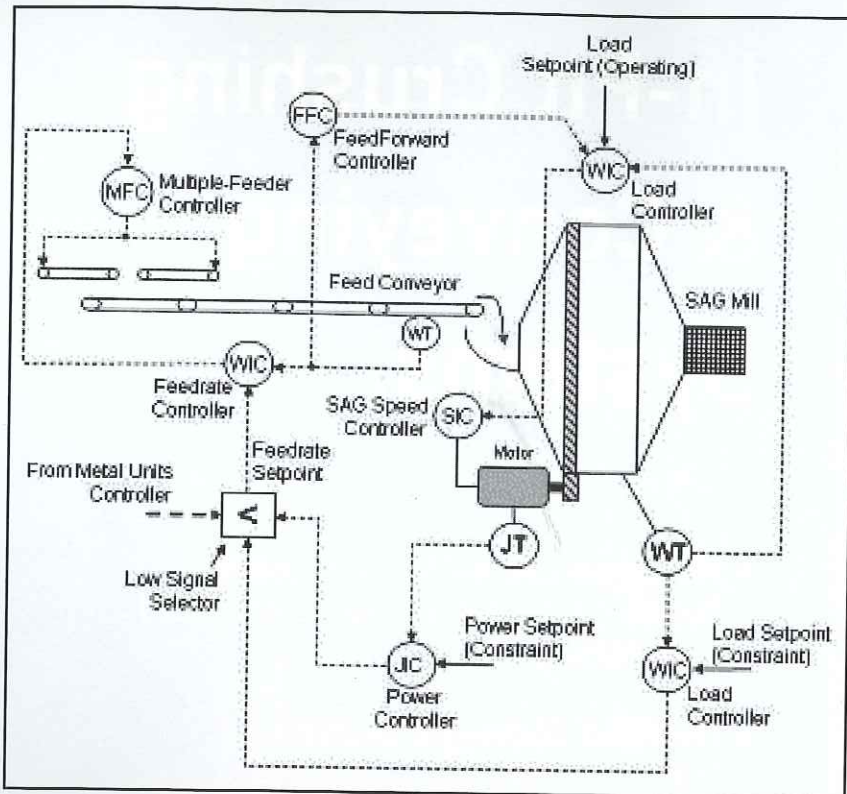 Load
Setpoint (Operating)
FFC
FeedForward
Controller
WIC
Load
Controller
MFC
Multiple-Feeder
Controller
Feed Conveyor
SAG Mill
WT
WIC
Feedrate
Controller
SAG Speed
Controller
SIC
Motor
Feedrate
Setpoint
From Metal Units
Controller
<
JT
WT
Low Signal
Selector
Power Setpoint
(Constraint)
Load Setpoint
(Constraint)
JIC
Power
Controller
WIC
Load
Controller